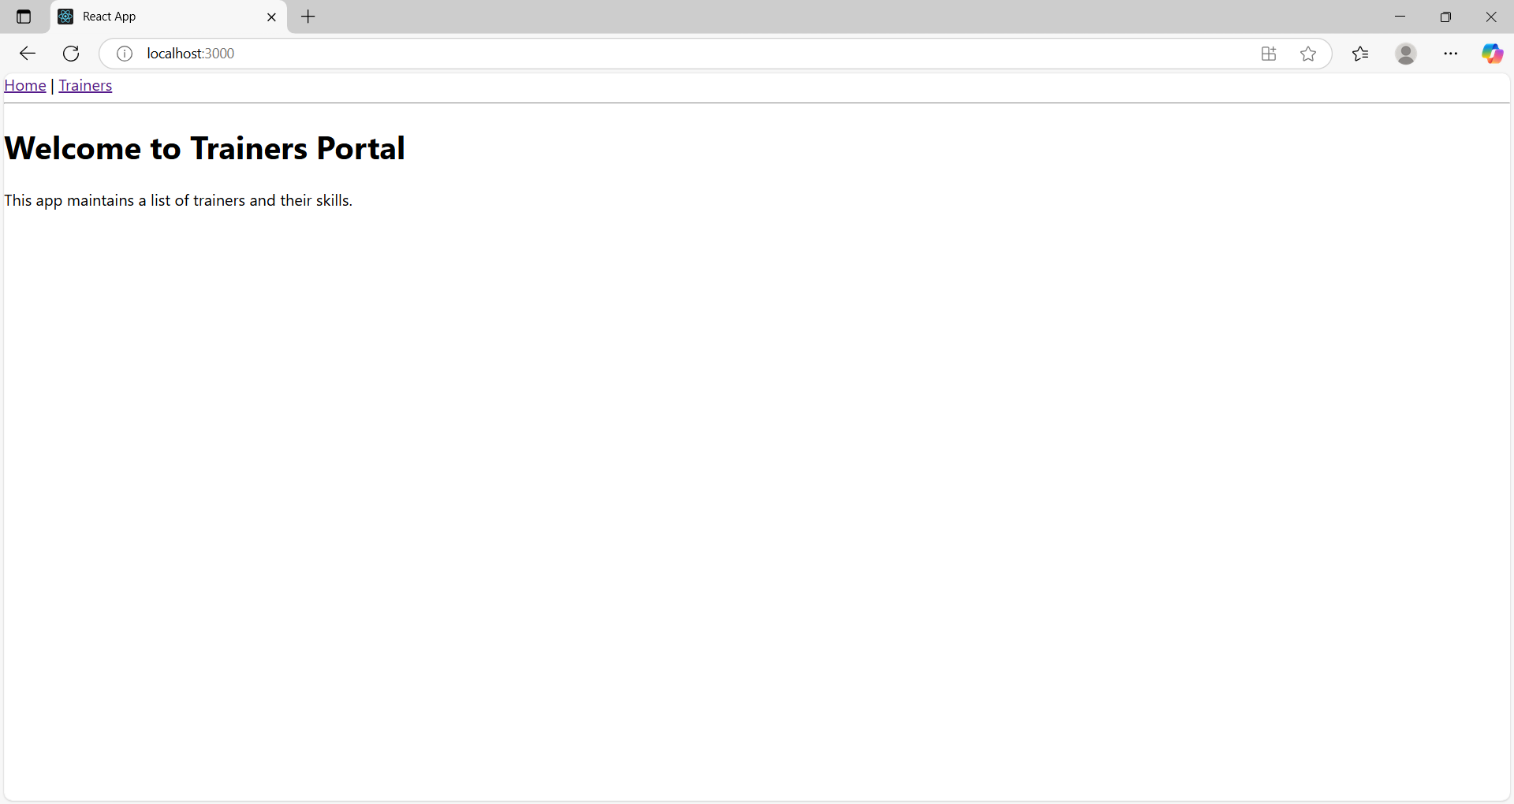 React App
localhost:3000
Home | Trainers
Welcome to Trainers Portal
This app maintains a list of trainers and their skills.